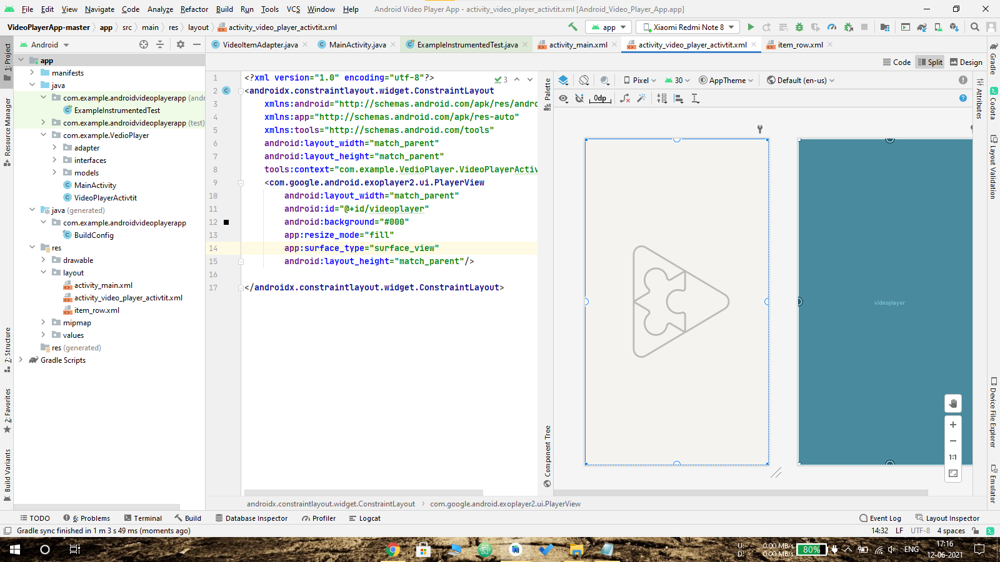 File Edit View Navigate Code Analyze Refactor Build Run Tools VCS Window Help Android Video Player App - activity_video_player_activtit.xml [Android_Video_Player_App.app]
VideoPlayerApp-master app src main res layout activity_video_player_activtit.xml app Xiaomi Redmi Note 8
Android VideoItemAdapter.java MainActivity.java ExampleInstrumentedTest.java activity_main.xml activity_video_player_activtit.xml item_row.xml
Code Split Design
1: Project
Resource Manager
7: Structure
2: Favorites
Build Variants
app
manifests
java
com.example.androidvideoplayerapp (andr
ExampleInstrumentedTest
com.example.androidvideoplayerapp (test)
com.example.VedioPlayer
adapter
interfaces
models
MainActivity
VideoPlayerActivtit
java (generated)
com.example.androidvideoplayerapp
BuildConfig
res
drawable
layout
activity_main.xml
activity_video_player_activtit.xml
item_row.xml
mipmap
values
res (generated)
Gradle Scripts
1 <?xml version="1.0" encoding="utf-8"?>
2 <androidx.constraintlayout.widget.ConstraintLayout
3 xmlns:android="http://schemas.android.com/apk/res/andro
4 xmlns:app="http://schemas.android.com/apk/res-auto"
5 xmlns:tools="http://schemas.android.com/tools"
6 android:layout_width="match_parent"
7 android:layout_height="match_parent"
8 tools:context="com.example.VedioPlayer.VideoPlayerActiv
9 <com.google.android.exoplayer2.ui.PlayerView
10 android:layout_width="match_parent"
11 android:id="@+id/videoplayer"
12 android:background="#000"
13 app:resize_mode="fill"
14 app:surface_type="surface_view"
15 android:layout_height="match_parent"/>
16
17 </androidx.constraintlayout.widget.ConstraintLayout>
3
Palette
Component Tree
Pixel 30 AppTheme Default (en-us)
0dp
videoplayer
1:1
Attributes
Gradle
Codota
Layout Validation
Device File Explorer
Emulator
androidx.constraintlayout.widget.ConstraintLayout com.google.android.exoplayer2.ui.PlayerView
TODO 6: Problems Terminal Build Database Inspector Profiler Logcat Event Log Layout Inspector
Gradle sync finished in 1 m 3 s 49 ms (moments ago) 14:32 LF UTF-8 4 spaces
U: 0.00 MB/s
D: 0.00 MB/s
80%
ENG
17:16
12-06-2021